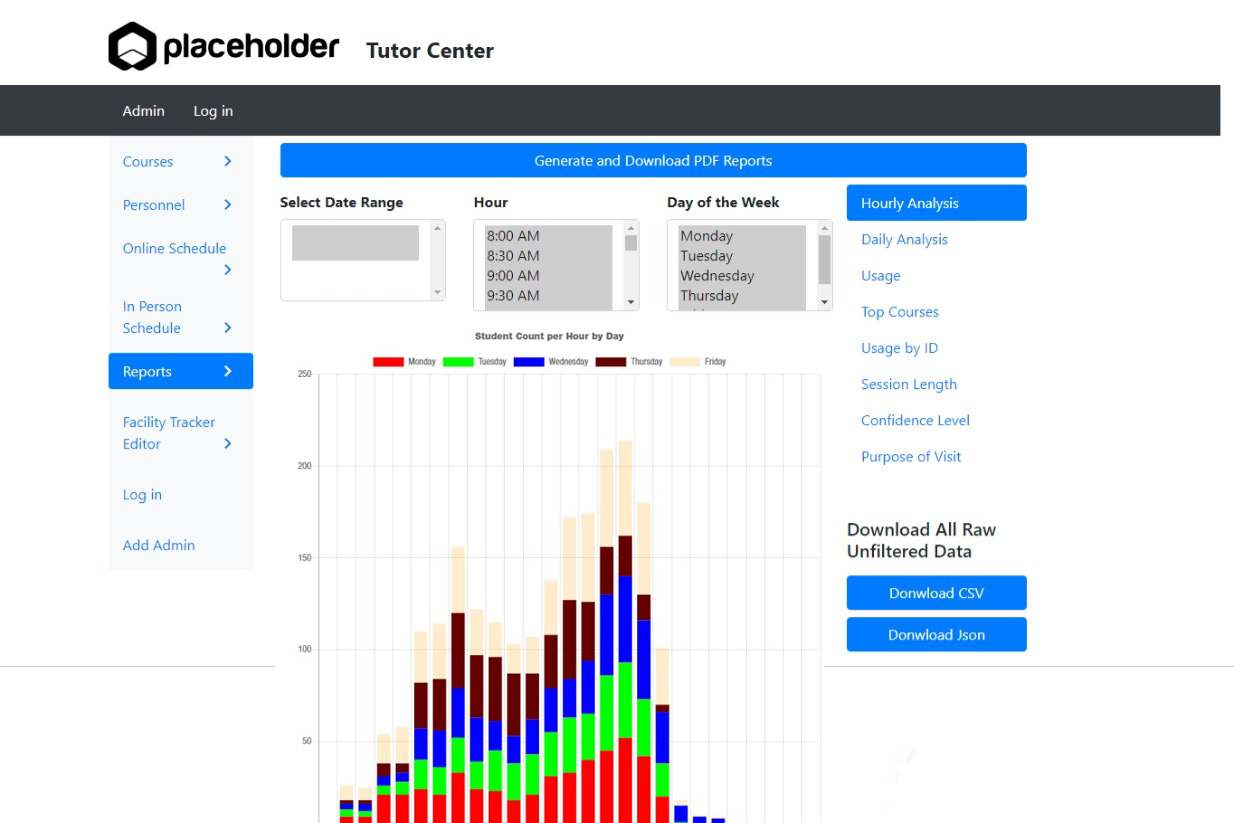 placeholder Tutor Center
Admin Log in
Courses
Personnel
Online Schedule
In Person
Schedule
Reports
Facility Tracker
Editor
Log in
Add Admin
Generate and Download PDF Reports
Select Date Range
Hour
8:00 AM
8:30 AM
9:00 AM
9:30 AM
Day of the Week
Monday
Tuesday
Wednesday
Thursday
Student Count per Hour by Day
Monday Tuesday Wednesday Thursday Friday
250
200
150
100
50
Hourly Analysis
Daily Analysis
Usage
Top Courses
Usage by ID
Session Length
Confidence Level
Purpose of Visit
Download All Raw
Unfiltered Data
Donwload CSV
Donwload Json